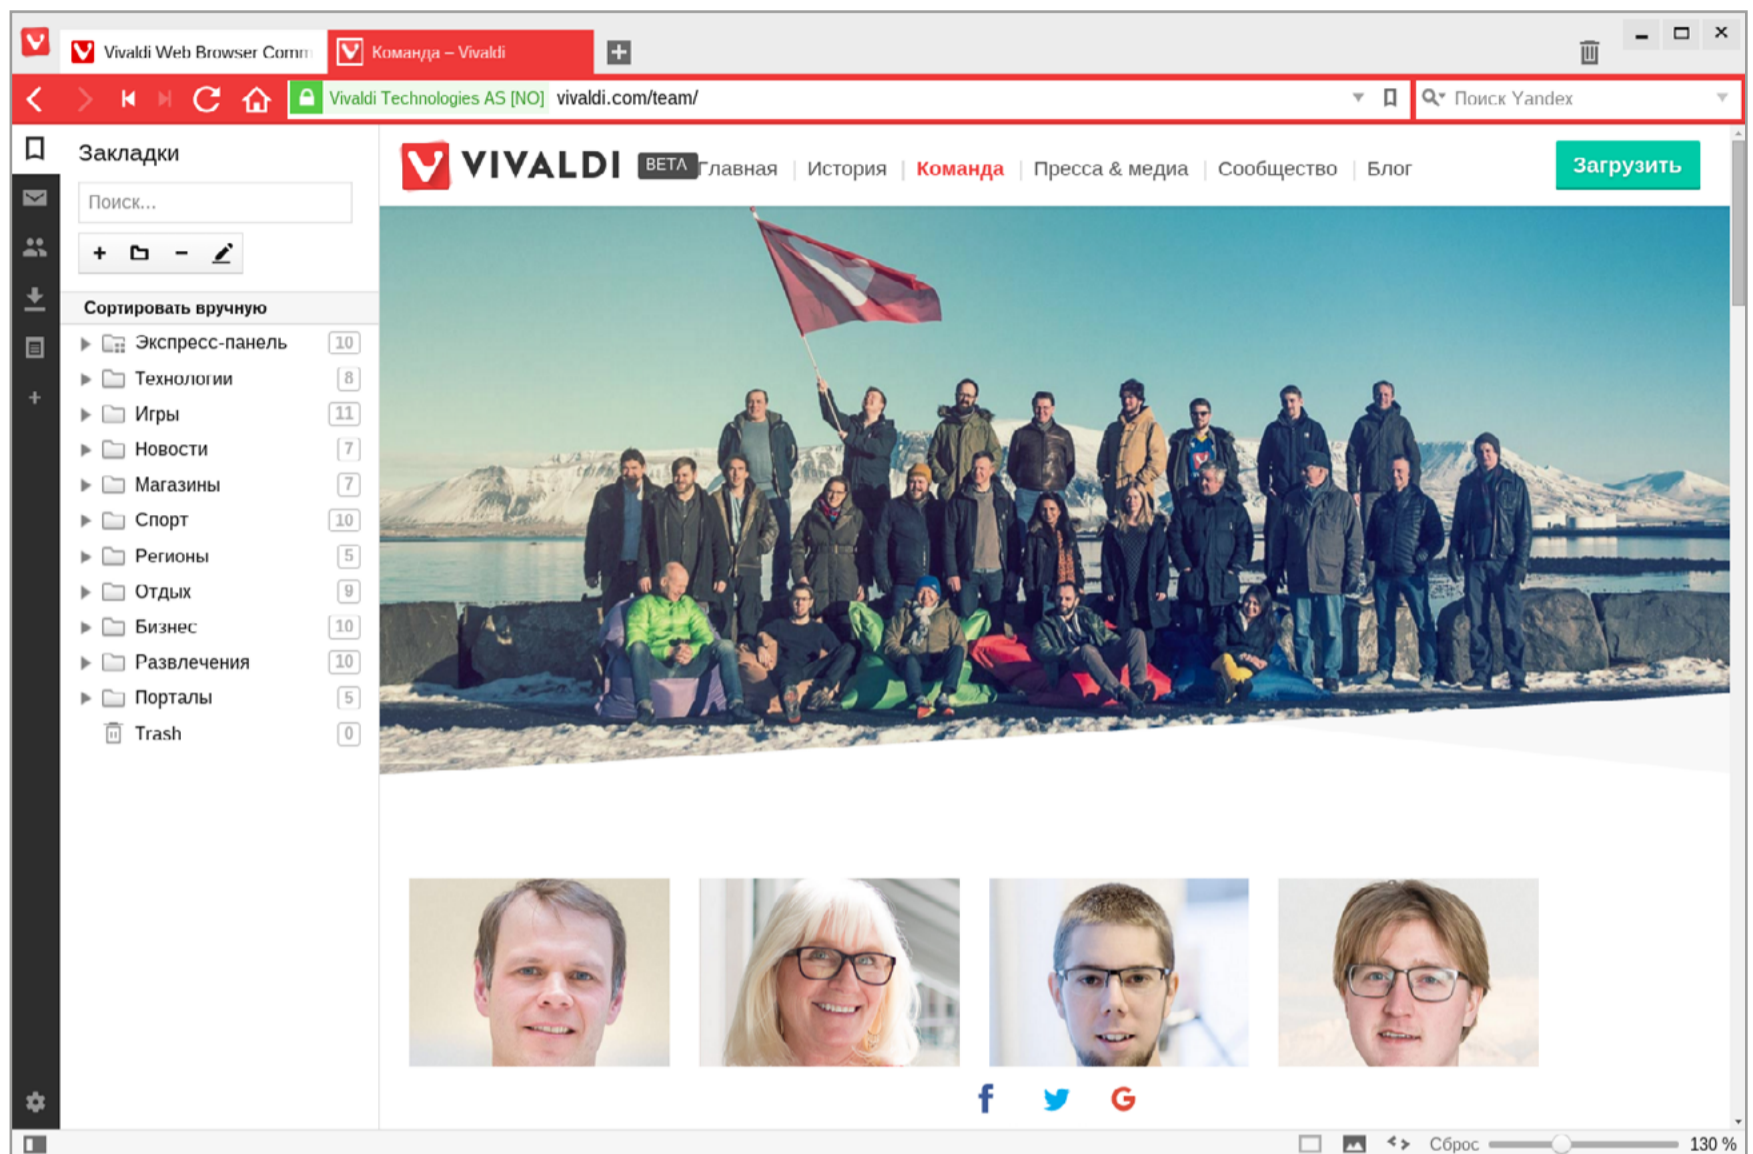 Vivaldi Web Browser Comm
Команда – Vivaldi
Vivaldi Technologies AS [NO] vivaldi.com/team/
Поиск Yandex
Закладки
Поиск...
Сортировать вручную
Экспресс-панель 10
Технологии 8
Игры 11
Новости 7
Магазины 7
Спорт 10
Регионы 5
Отдых 9
Бизнес 10
Развлечения 10
Порталы 5
Trash 0
VIVALDI BETA Главная | История | Команда | Пресса & медиа | Сообщество | Блог
Загрузить
Сброс 130 %